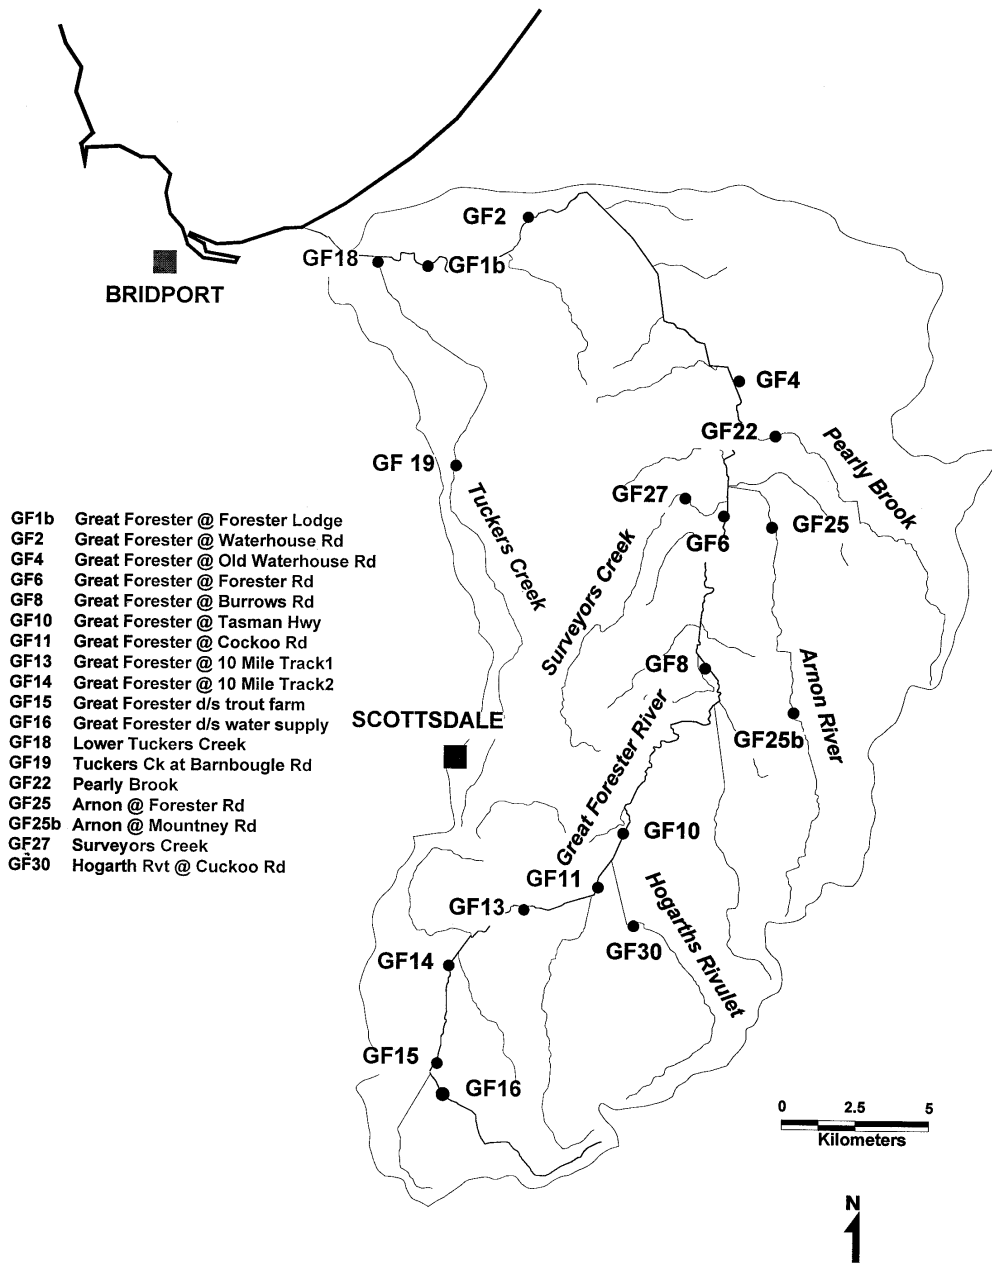 GF2
GF18
GF1b
BRIDPORT
GF4
GF22
Pearly Brook
GF 19
Tuckers Creek
GF27
GF25
GF6
Surveyors Creek
GF1b Great Forester @ Forester Lodge
GF2 Great Forester @ Waterhouse Rd
GF4 Great Forester @ Old Waterhouse Rd
GF6 Great Forester @ Forester Rd
GF8 Great Forester @ Burrows Rd
GF10 Great Forester @ Tasman Hwy
GF11 Great Forester @ Cockoo Rd
GF13 Great Forester @ 10 Mile Track1
GF14 Great Forester @ 10 Mile Track2
GF15 Great Forester d/s trout farm
GF16 Great Forester d/s water supply
GF18 Lower Tuckers Creek
GF19 Tuckers Ck at Barnbougle Rd
GF22 Pearly Brook
GF25 Arnon @ Forester Rd
GF25b Arnon @ Mountney Rd
GF27 Surveyors Creek
GF30 Hogarth Rvt @ Cuckoo Rd
GF8
Arnon River
SCOTTSDALE
GF25b
Great Forester River
GF10
GF11
GF13
Hogarths Rivulet
GF30
GF14
GF15
GF16
0 2.5 5
Kilometers
N